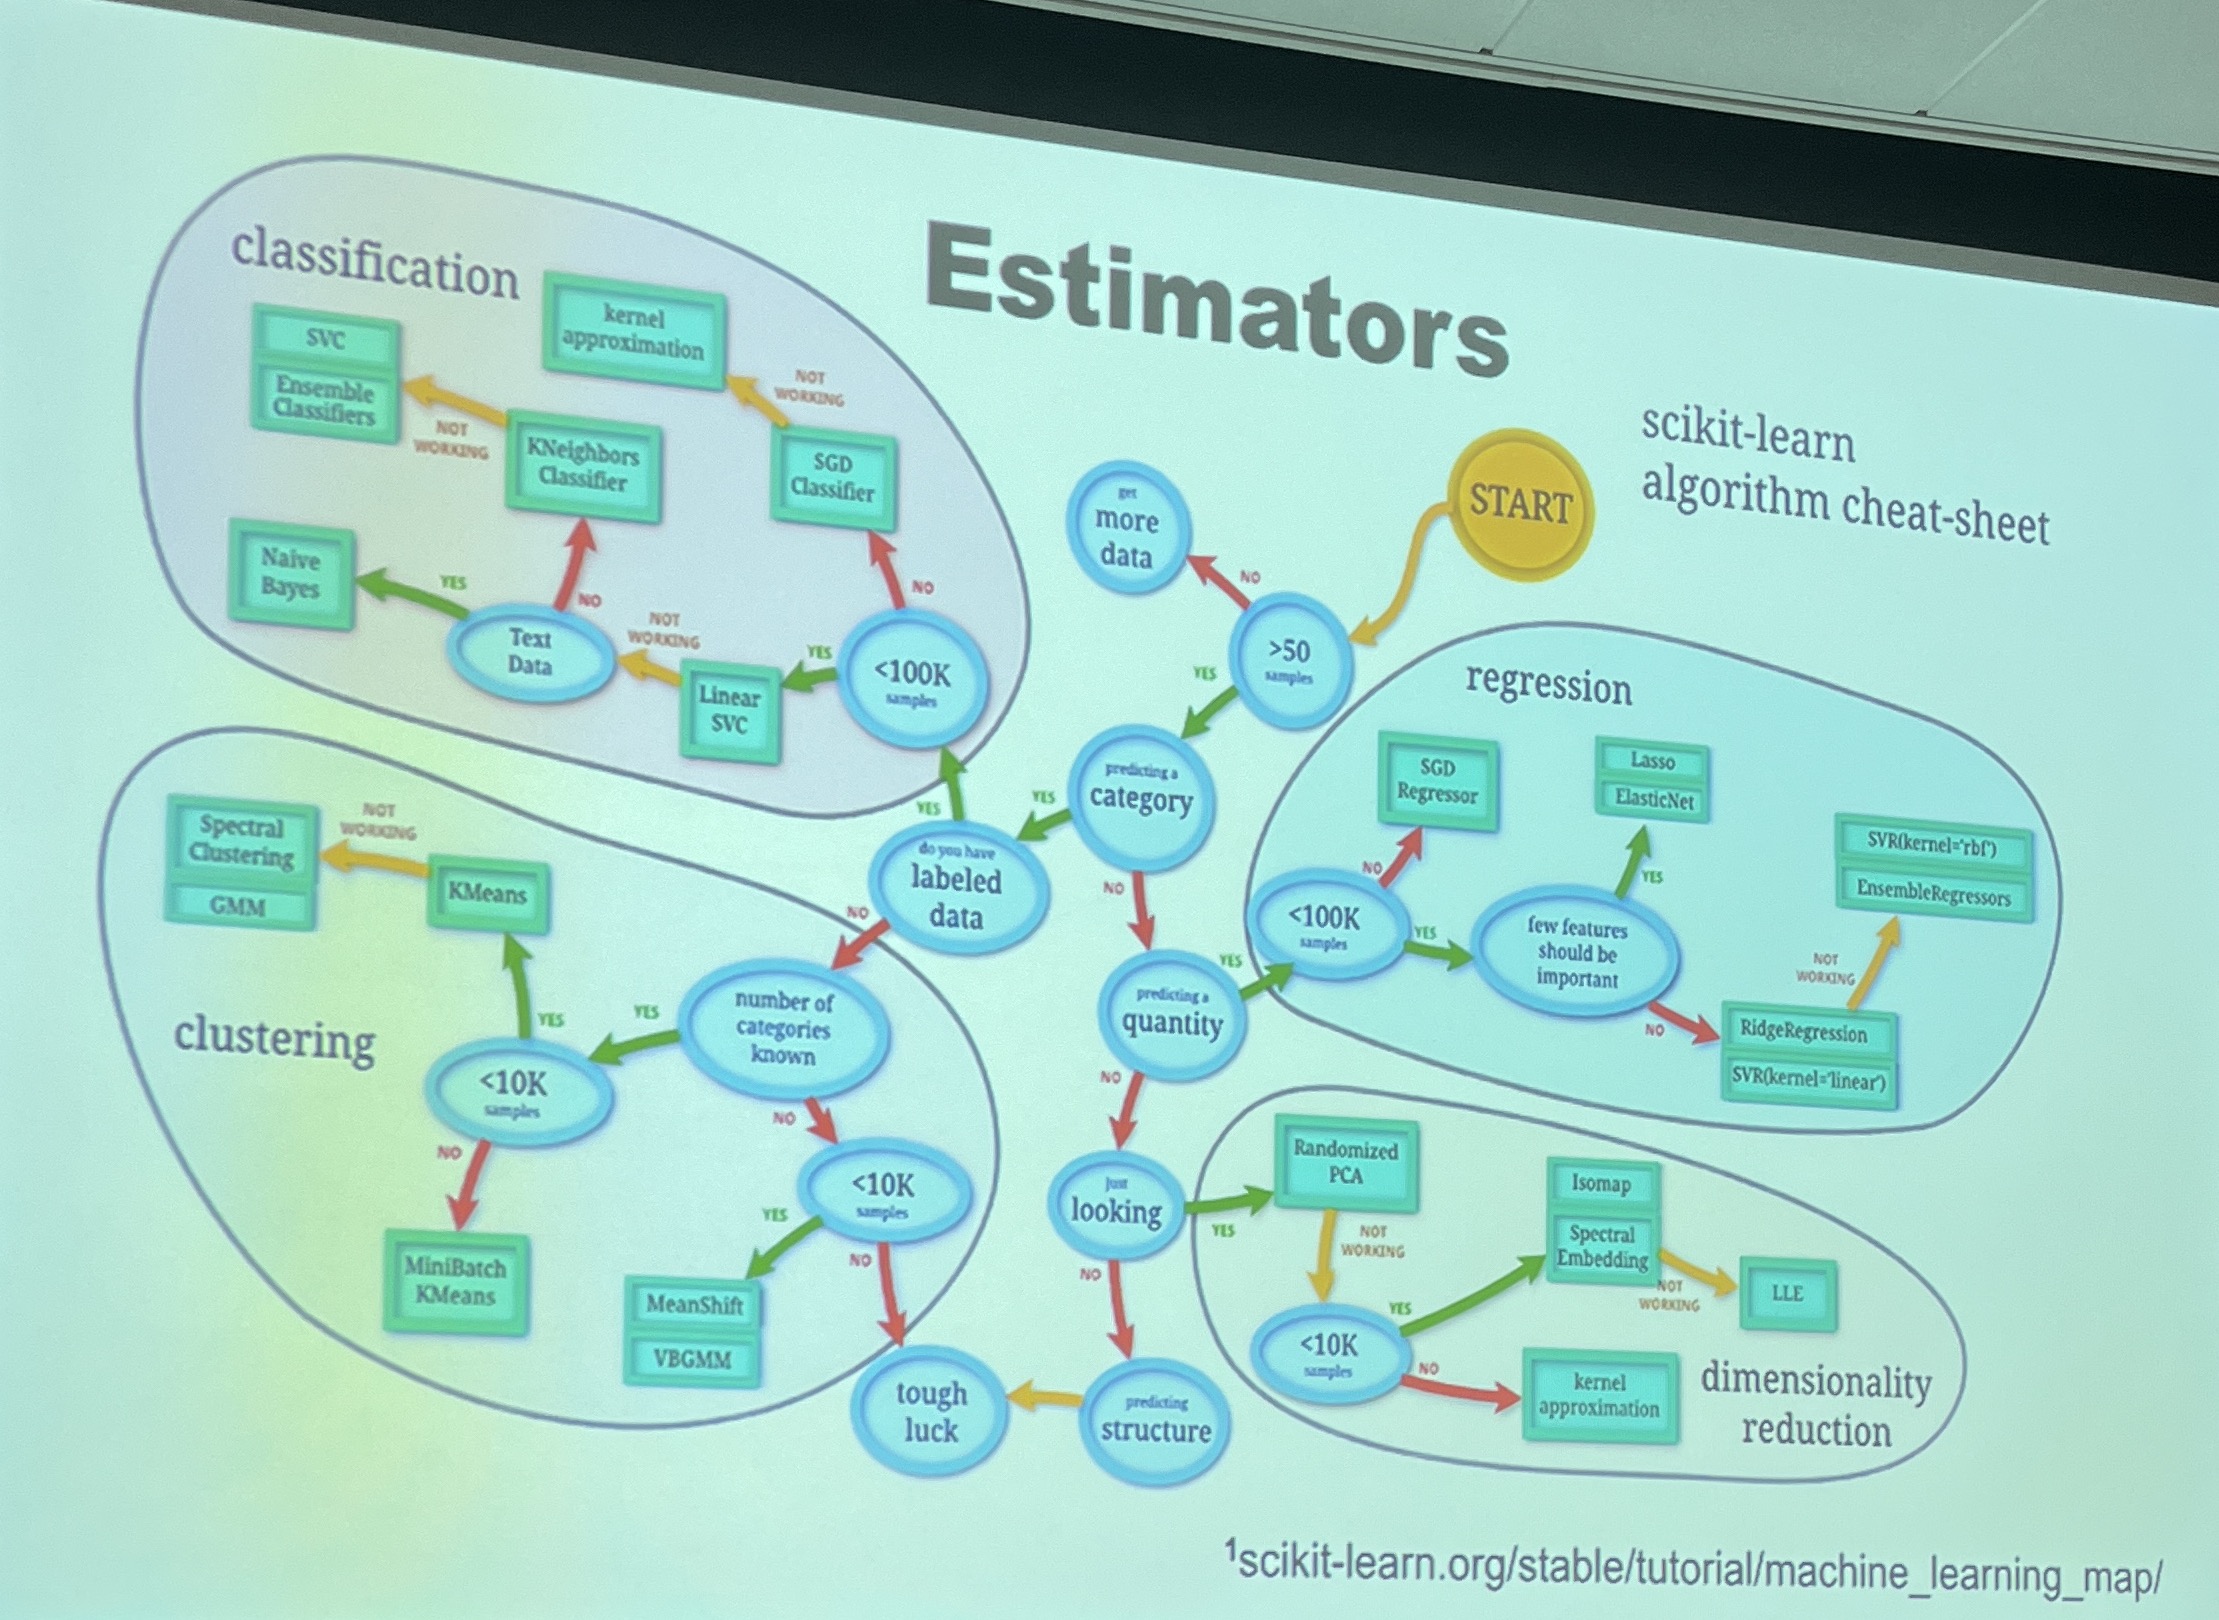 Estimators
scikit-learn
algorithm cheat-sheet
classification
kernel
approximation
NOT
WORKING
SVC
Ensemble
Classifiers
NOT
WORKING
KNeighbors
Classifier
SGD
Classifier
Naive
Bayes
YES
Text
Data
NO
NOT
WORKING
Linear
SVC
YES
<100K
samples
NO
START
get
more
data
NO
>50
samples
YES
predicting a
category
YES
YES
do you have
labeled
data
NO
NO
predicting a
quantity
YES
NO
just
looking
YES
NO
predicting
structure
tough
luck
regression
SGD
Regressor
Lasso
ElasticNet
SVR(kernel='rbf')
EnsembleRegressors
NO
YES
<100K
samples
YES
few features
should be
important
NOT
WORKING
NO
RidgeRegression
SVR(kernel='linear')
clustering
Spectral
Clustering
GMM
NOT
WORKING
KMeans
YES
<10K
samples
YES
number of
categories
known
NO
NO
MiniBatch
KMeans
<10K
samples
YES
NO
MeanShift
VBGMM
Randomized
PCA
NOT
WORKING
<10K
samples
YES
NO
Isomap
Spectral
Embedding
NOT
WORKING
LLE
kernel
approximation
dimensionality
reduction
¹scikit-learn.org/stable/tutorial/machine_learning_map/